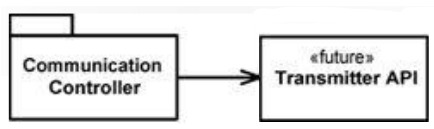 Communication
Controller
«future»
Transmitter API